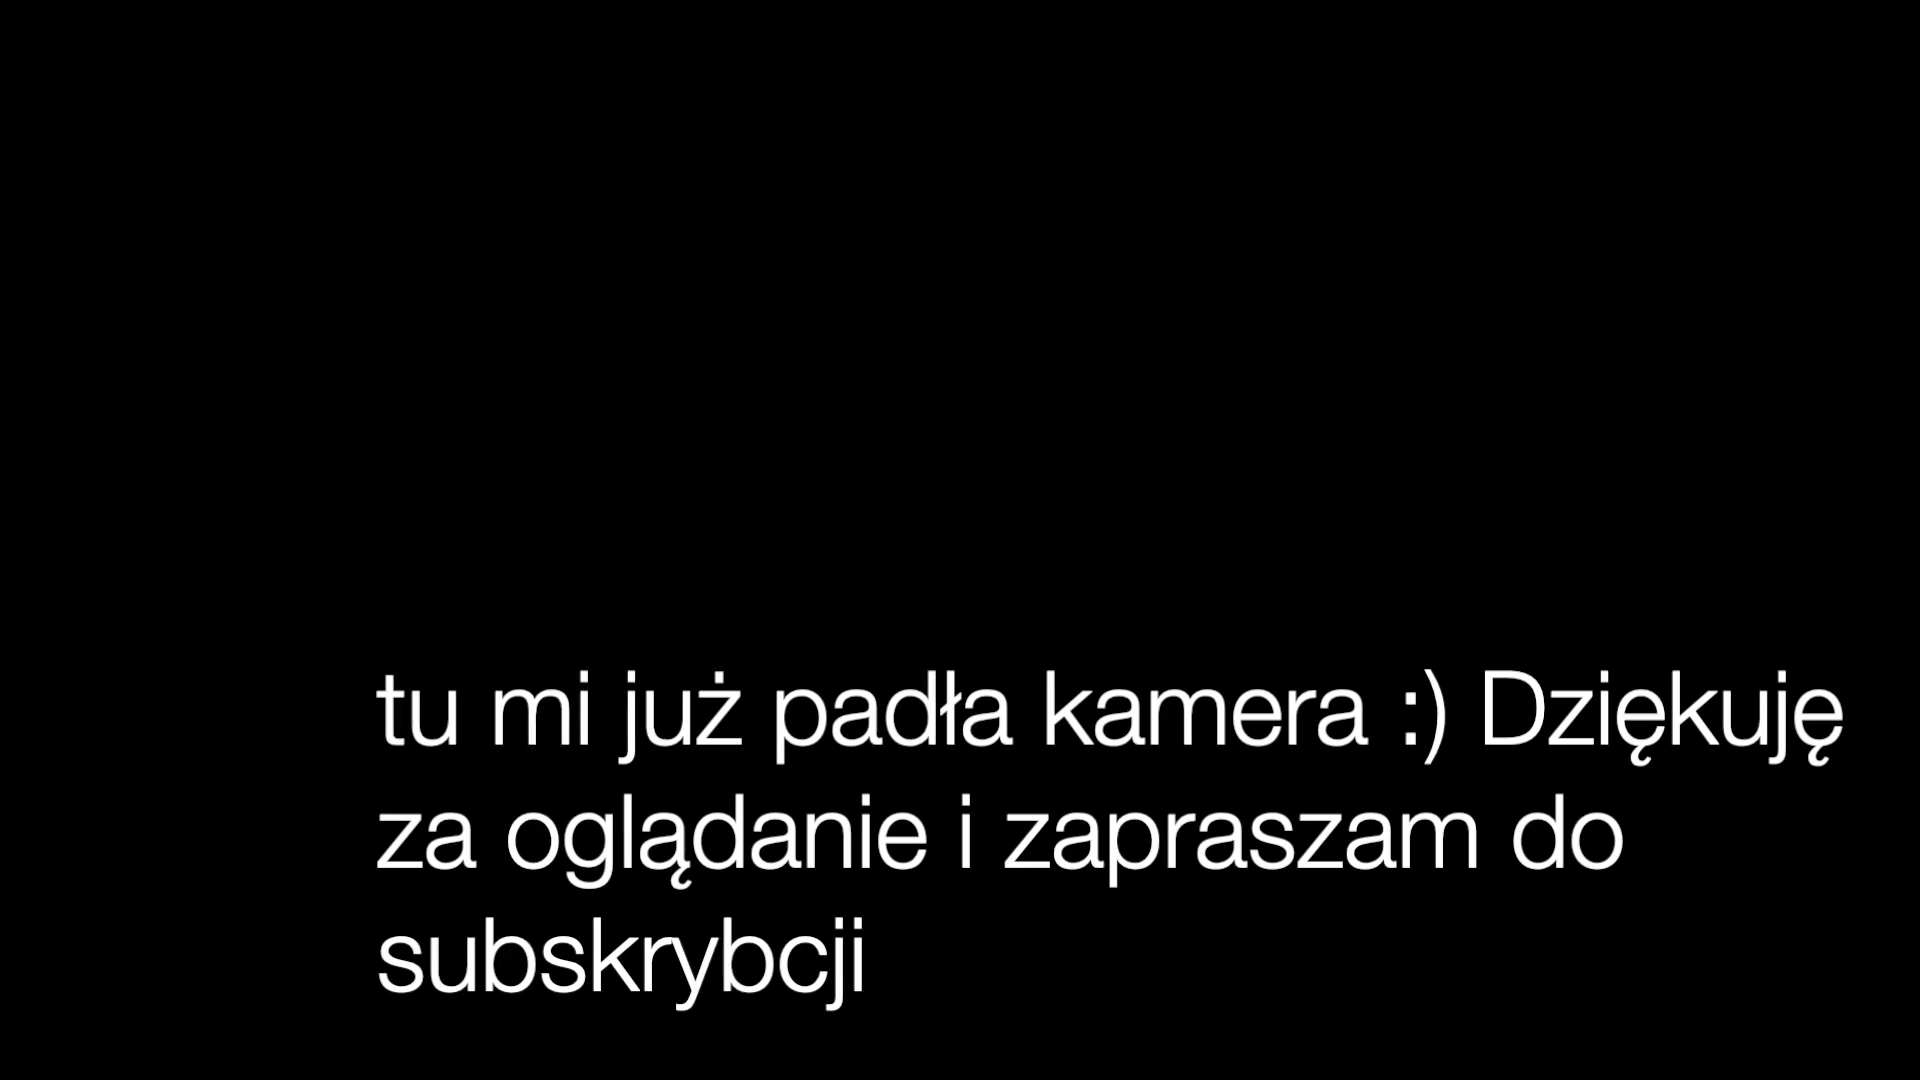 tu mi już padła kamera :) Dziękuję
za oglądanie i zapraszam do
subskrybcji